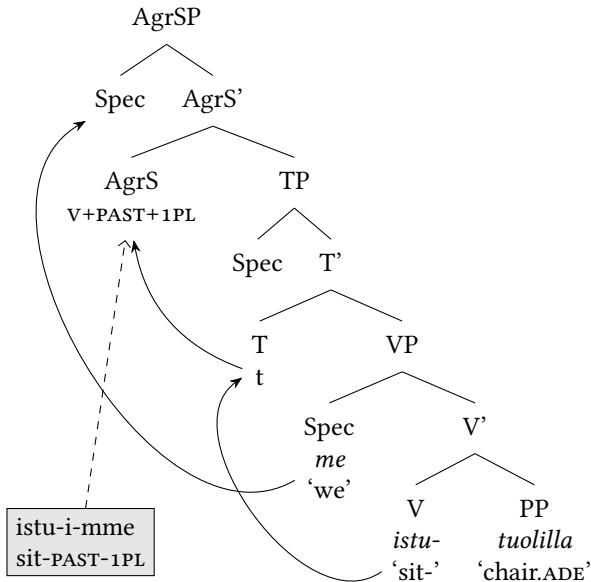 AgrSP
Spec AgrS’
AgrS TP
V+PAST+1PL
Spec T’
T VP
t
Spec V’
me
‘we’
V PP
istu-i-mme istu- tuolilla
sit-PAST-1PL ‘sit-’ ‘chair.ADE’